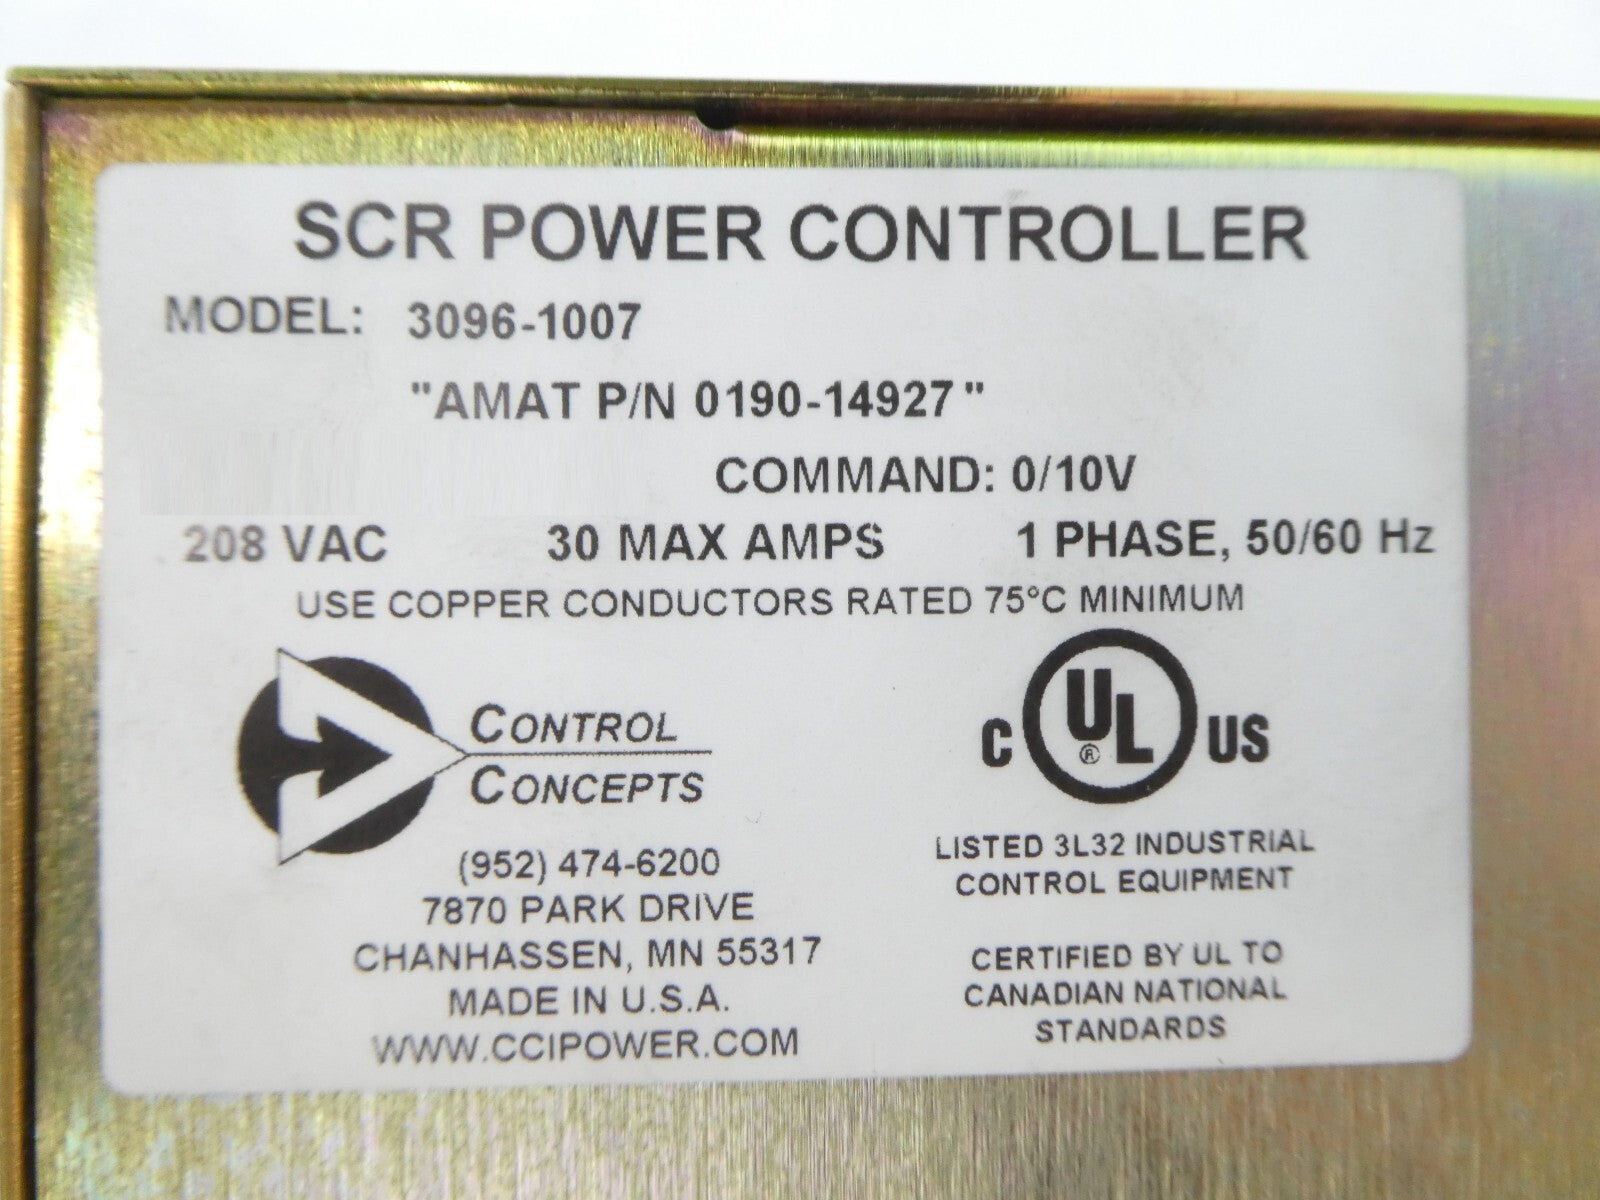 SCR POWER CONTROLLER
MODEL: 3096-1007
"AMAT P/N 0190-14927"
COMMAND: 0/10V
208 VAC 30 MAX AMPS 1 PHASE, 50/60 Hz
USE COPPER CONDUCTORS RATED 75°C MINIMUM
CONTROL
CONCEPTS
(952) 474-6200
7870 PARK DRIVE
CHANHASSEN, MN 55317
MADE IN U.S.A.
WWW.CCIPOWER.COM
C UL® US
LISTED 3L32 INDUSTRIAL
CONTROL EQUIPMENT
CERTIFIED BY UL TO
CANADIAN NATIONAL
STANDARDS